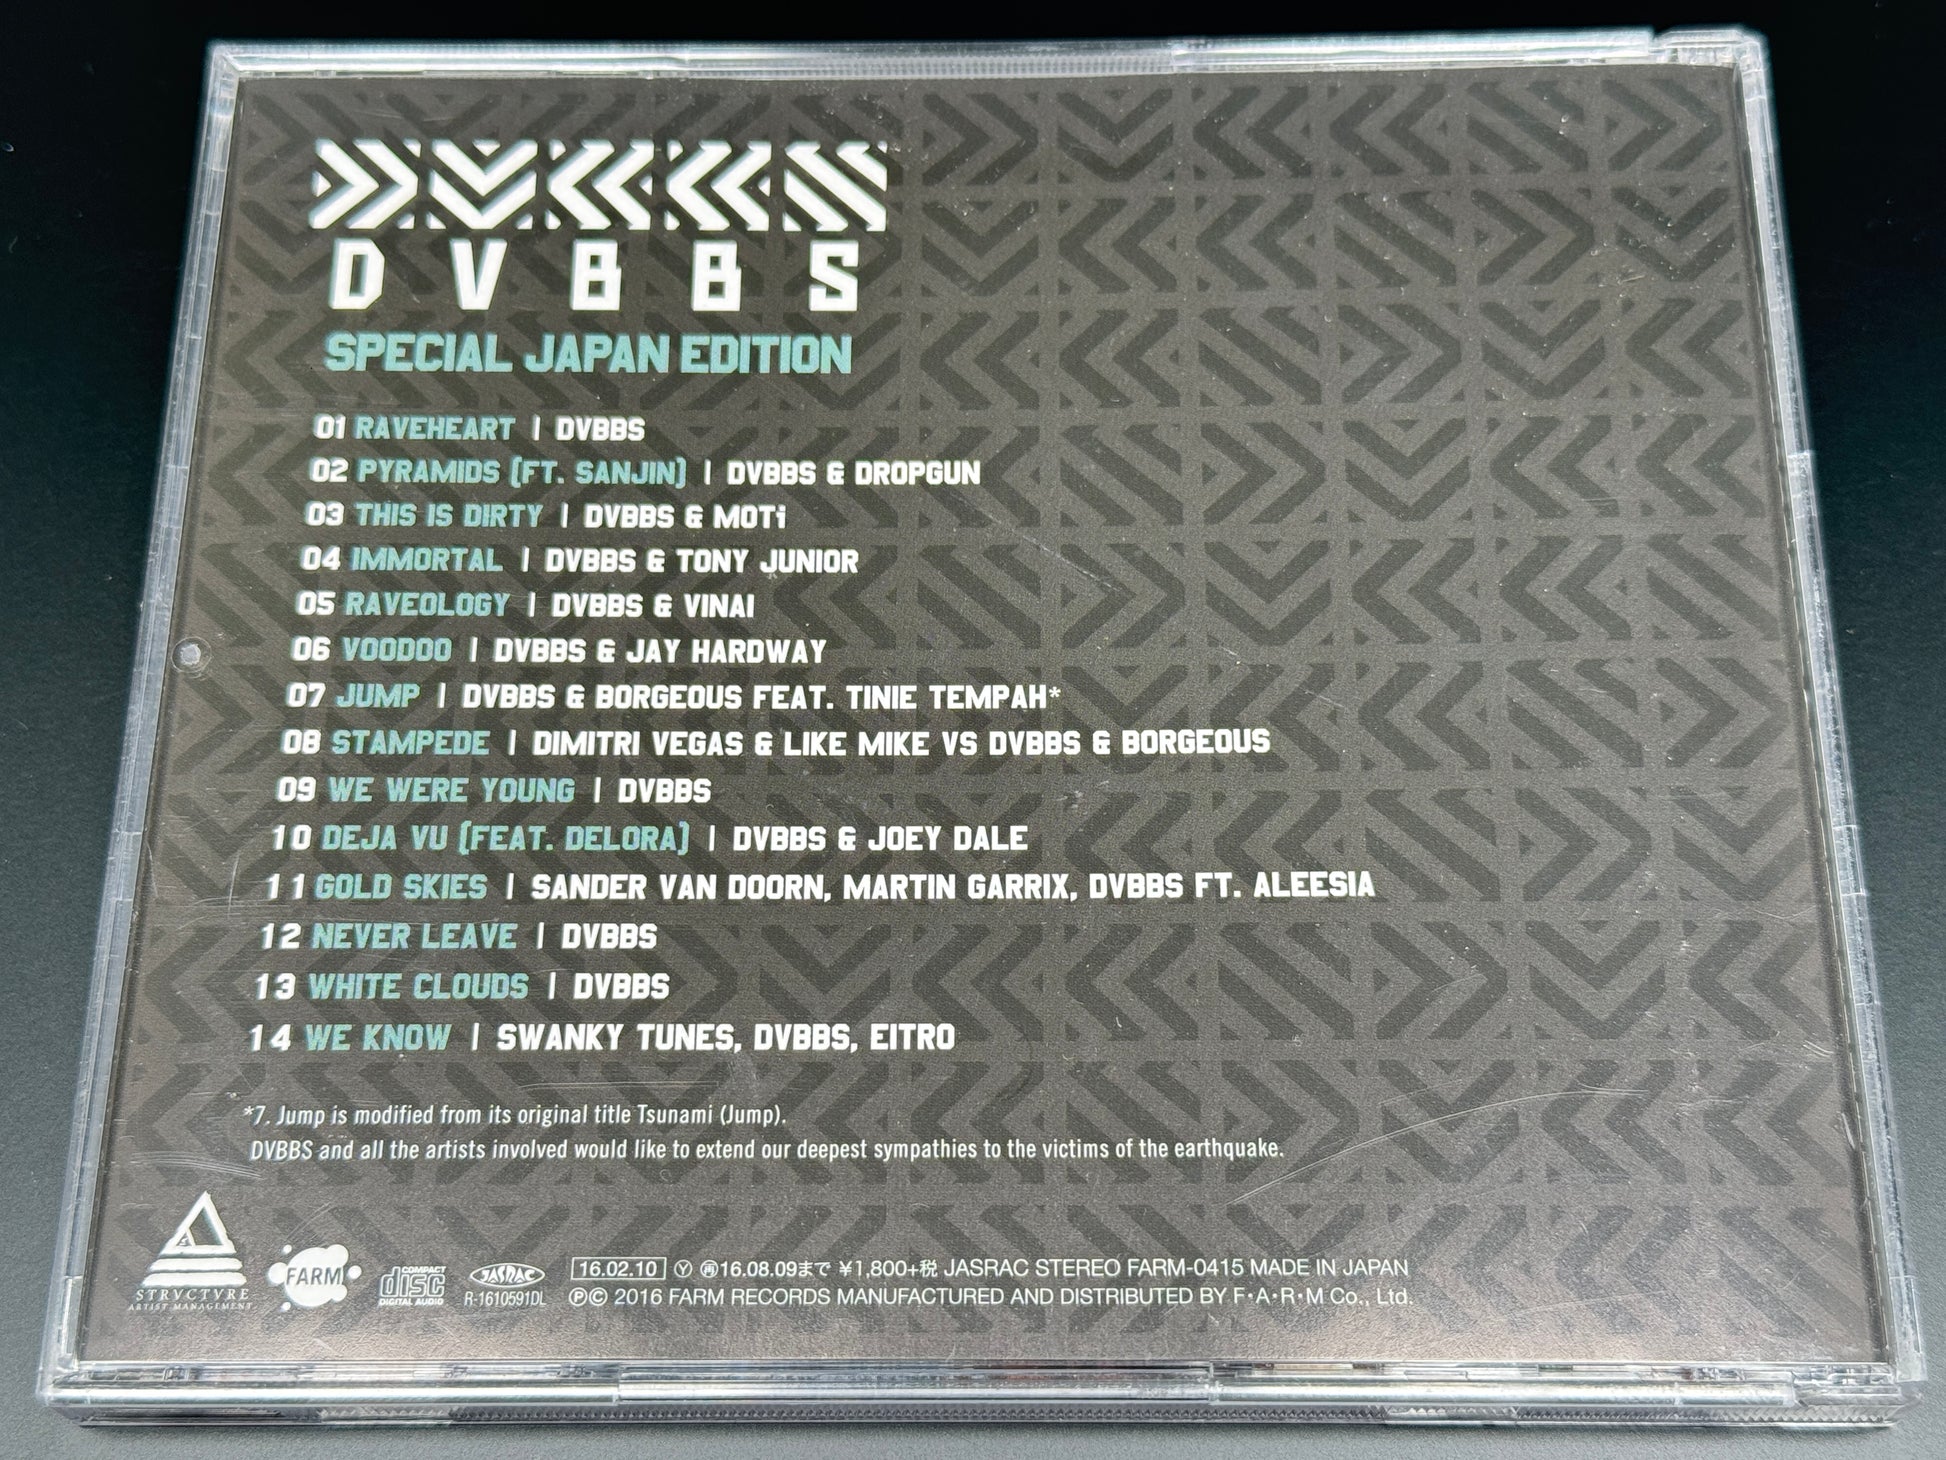 DVBBS
SPECIAL JAPAN EDITION
01 RAVEHEART | DVBBS
02 PYRAMIDS (FT. SANJIN) | DVBBS & DROPGUN
03 THIS IS DIRTY | DVBBS & MOTi
04 IMMORTAL | DVBBS & TONY JUNIOR
05 RAVEOLOGY | DVBBS & VINAI
06 VOODOO | DVBBS & JAY HARDWAY
07 JUMP | DVBBS & BORGEOUS FEAT. TINIE TEMPAH*
08 STAMPEDE | DIMITRI VEGAS & LIKE MIKE VS DVBBS & BORGEOUS
09 WE WERE YOUNG | DVBBS
10 DEJA VU (FEAT. DELORA) | DVBBS & JOEY DALE
11 GOLD SKIES | SANDER VAN DOORN, MARTIN GARRIX, DVBBS FT. ALEESIA
12 NEVER LEAVE | DVBBS
13 WHITE CLOUDS | DVBBS
14 WE KNOW | SWANKY TUNES, DVBBS, EITRO
*7. Jump is modified from its original title Tsunami (Jump).
DVBBS and all the artists involved would like to extend our deepest sympathies to the victims of the earthquake.
STRVCTVRE
ARTIST MANAGEMENT
FARM
COMPACT
disc
DIGITAL AUDIO
JASRAC
R-1610591DL
16.02.10 Ⓨ ㊢16.08.09まで ¥1,800+税 JASRAC STEREO FARM-0415 MADE IN JAPAN
℗© 2016 FARM RECORDS MANUFACTURED AND DISTRIBUTED BY F・A・R・M Co., Ltd.